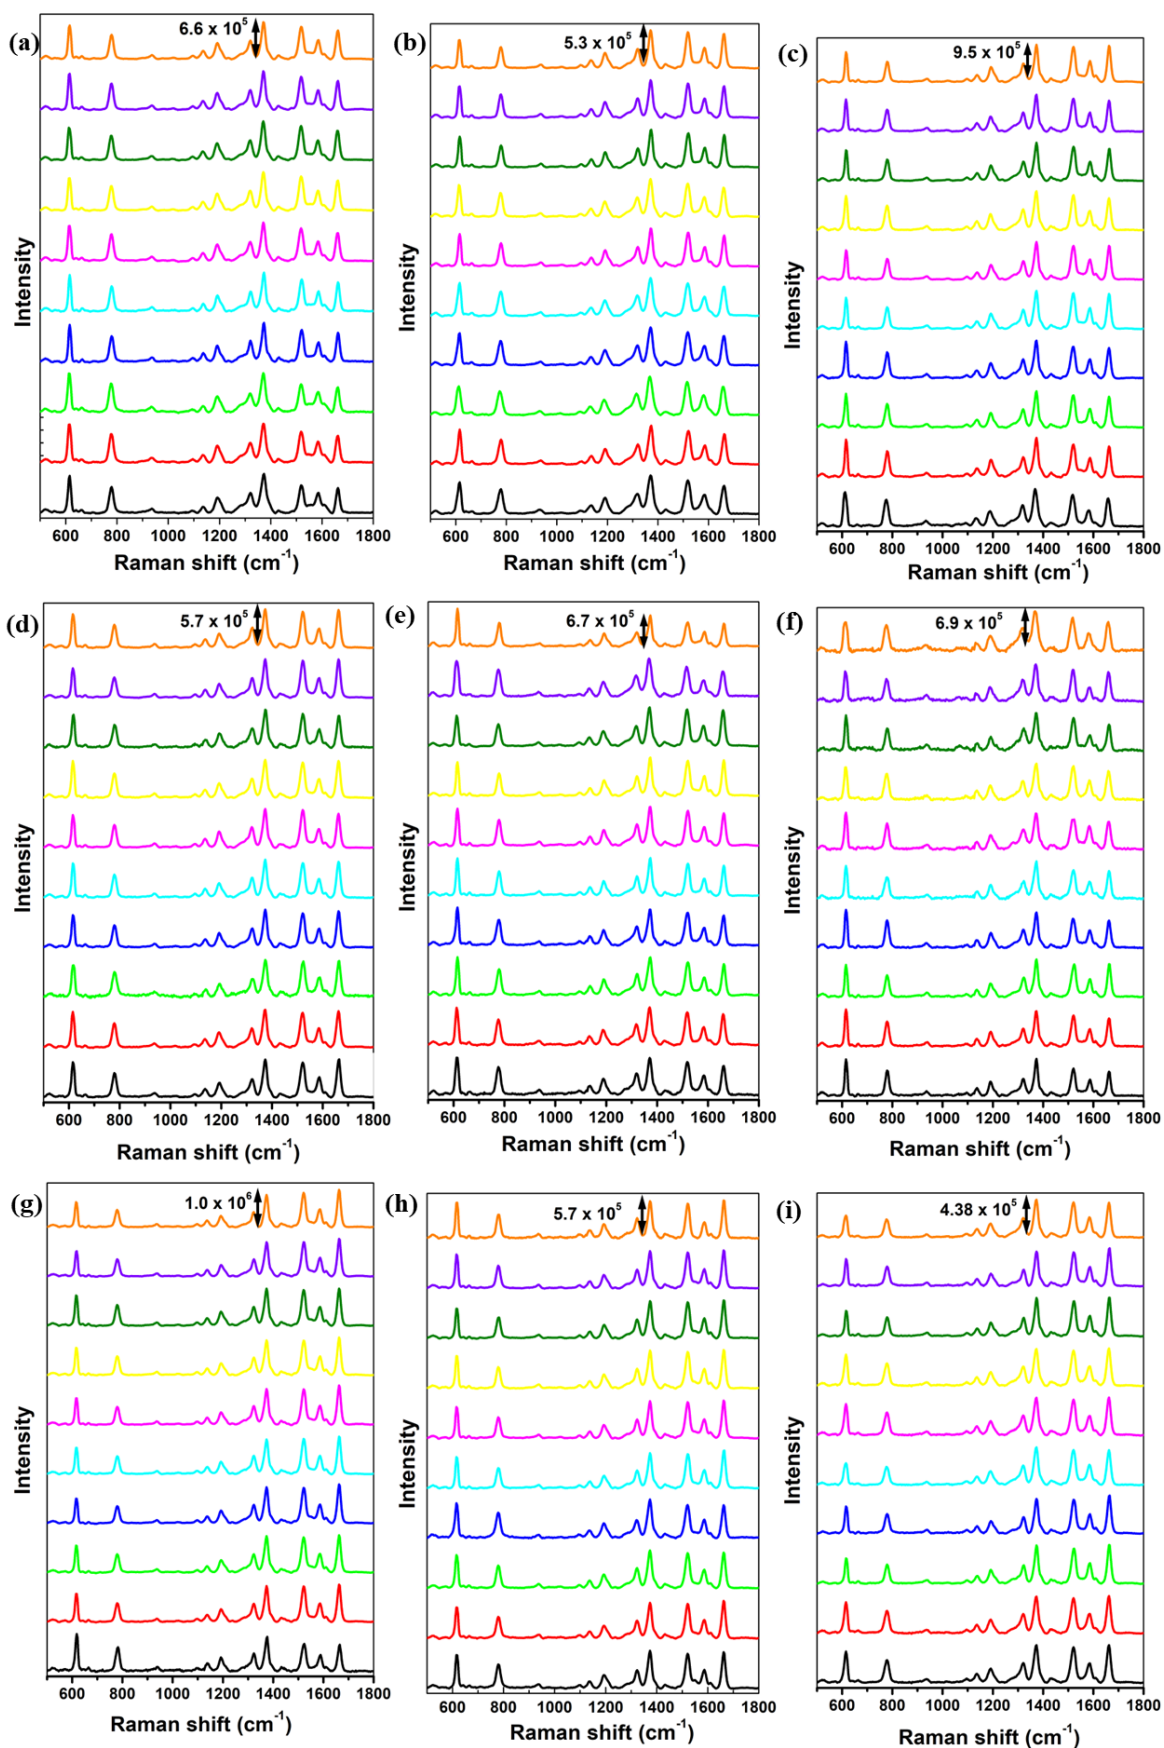 (a)
6.6 x 10⁵
Intensity
600 800 1000 1200 1400 1600 1800
Raman shift (cm⁻¹)
(b)
5.3 x 10⁵
Intensity
600 800 1000 1200 1400 1600 1800
Raman shift (cm⁻¹)
(c)
9.5 x 10⁵
Intensity
600 800 1000 1200 1400 1600 1800
Raman shift (cm⁻¹)
(d)
5.7 x 10⁵
Intensity
600 800 1000 1200 1400 1600 1800
Raman shift (cm⁻¹)
(e)
6.7 x 10⁵
Intensity
600 800 1000 1200 1400 1600 1800
Raman shift (cm⁻¹)
(f)
6.9 x 10⁵
Intensity
600 800 1000 1200 1400 1600 1800
Raman shift (cm⁻¹)
(g)
1.0 x 10⁶
Intensity
600 800 1000 1200 1400 1600 1800
Raman shift (cm⁻¹)
(h)
5.7 x 10⁵
Intensity
600 800 1000 1200 1400 1600 1800
Raman shift (cm⁻¹)
(i)
4.38 x 10⁵
Intensity
600 800 1000 1200 1400 1600 1800
Raman shift (cm⁻¹)